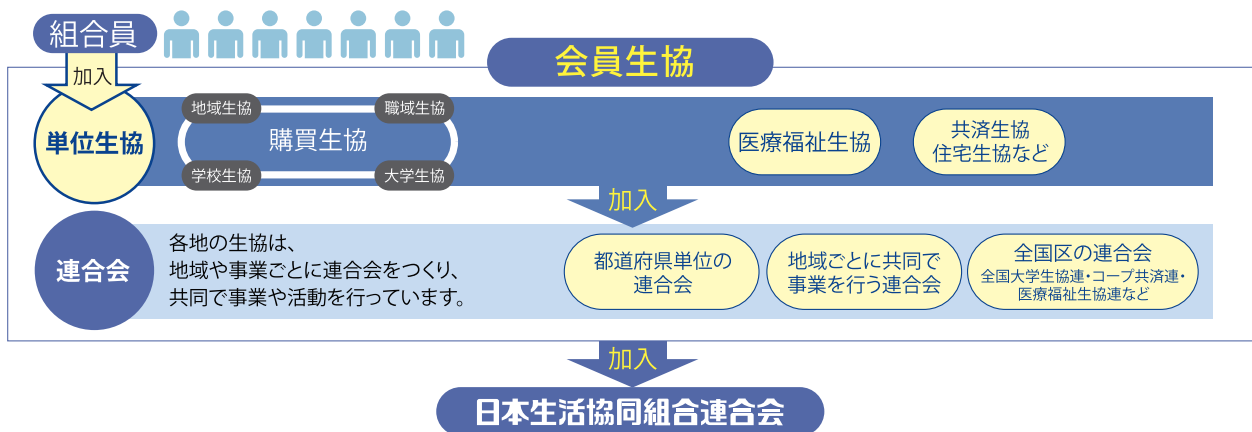 組合員
会員生協
加入
単位生協
地域生協
職域生協
購買生協
学校生協
大学生協
医療福祉生協
共済生協
住宅生協など
加入
連合会
各地の生協は、
地域や事業ごとに連合会をつくり、
共同で事業や活動を行っています。
都道府県単位の
連合会
地域ごとに共同で
事業を行う連合会
全国区の連合会
全国大学生協連・コープ共済連・
医療福祉生協連など
加入
日本生活協同組合連合会